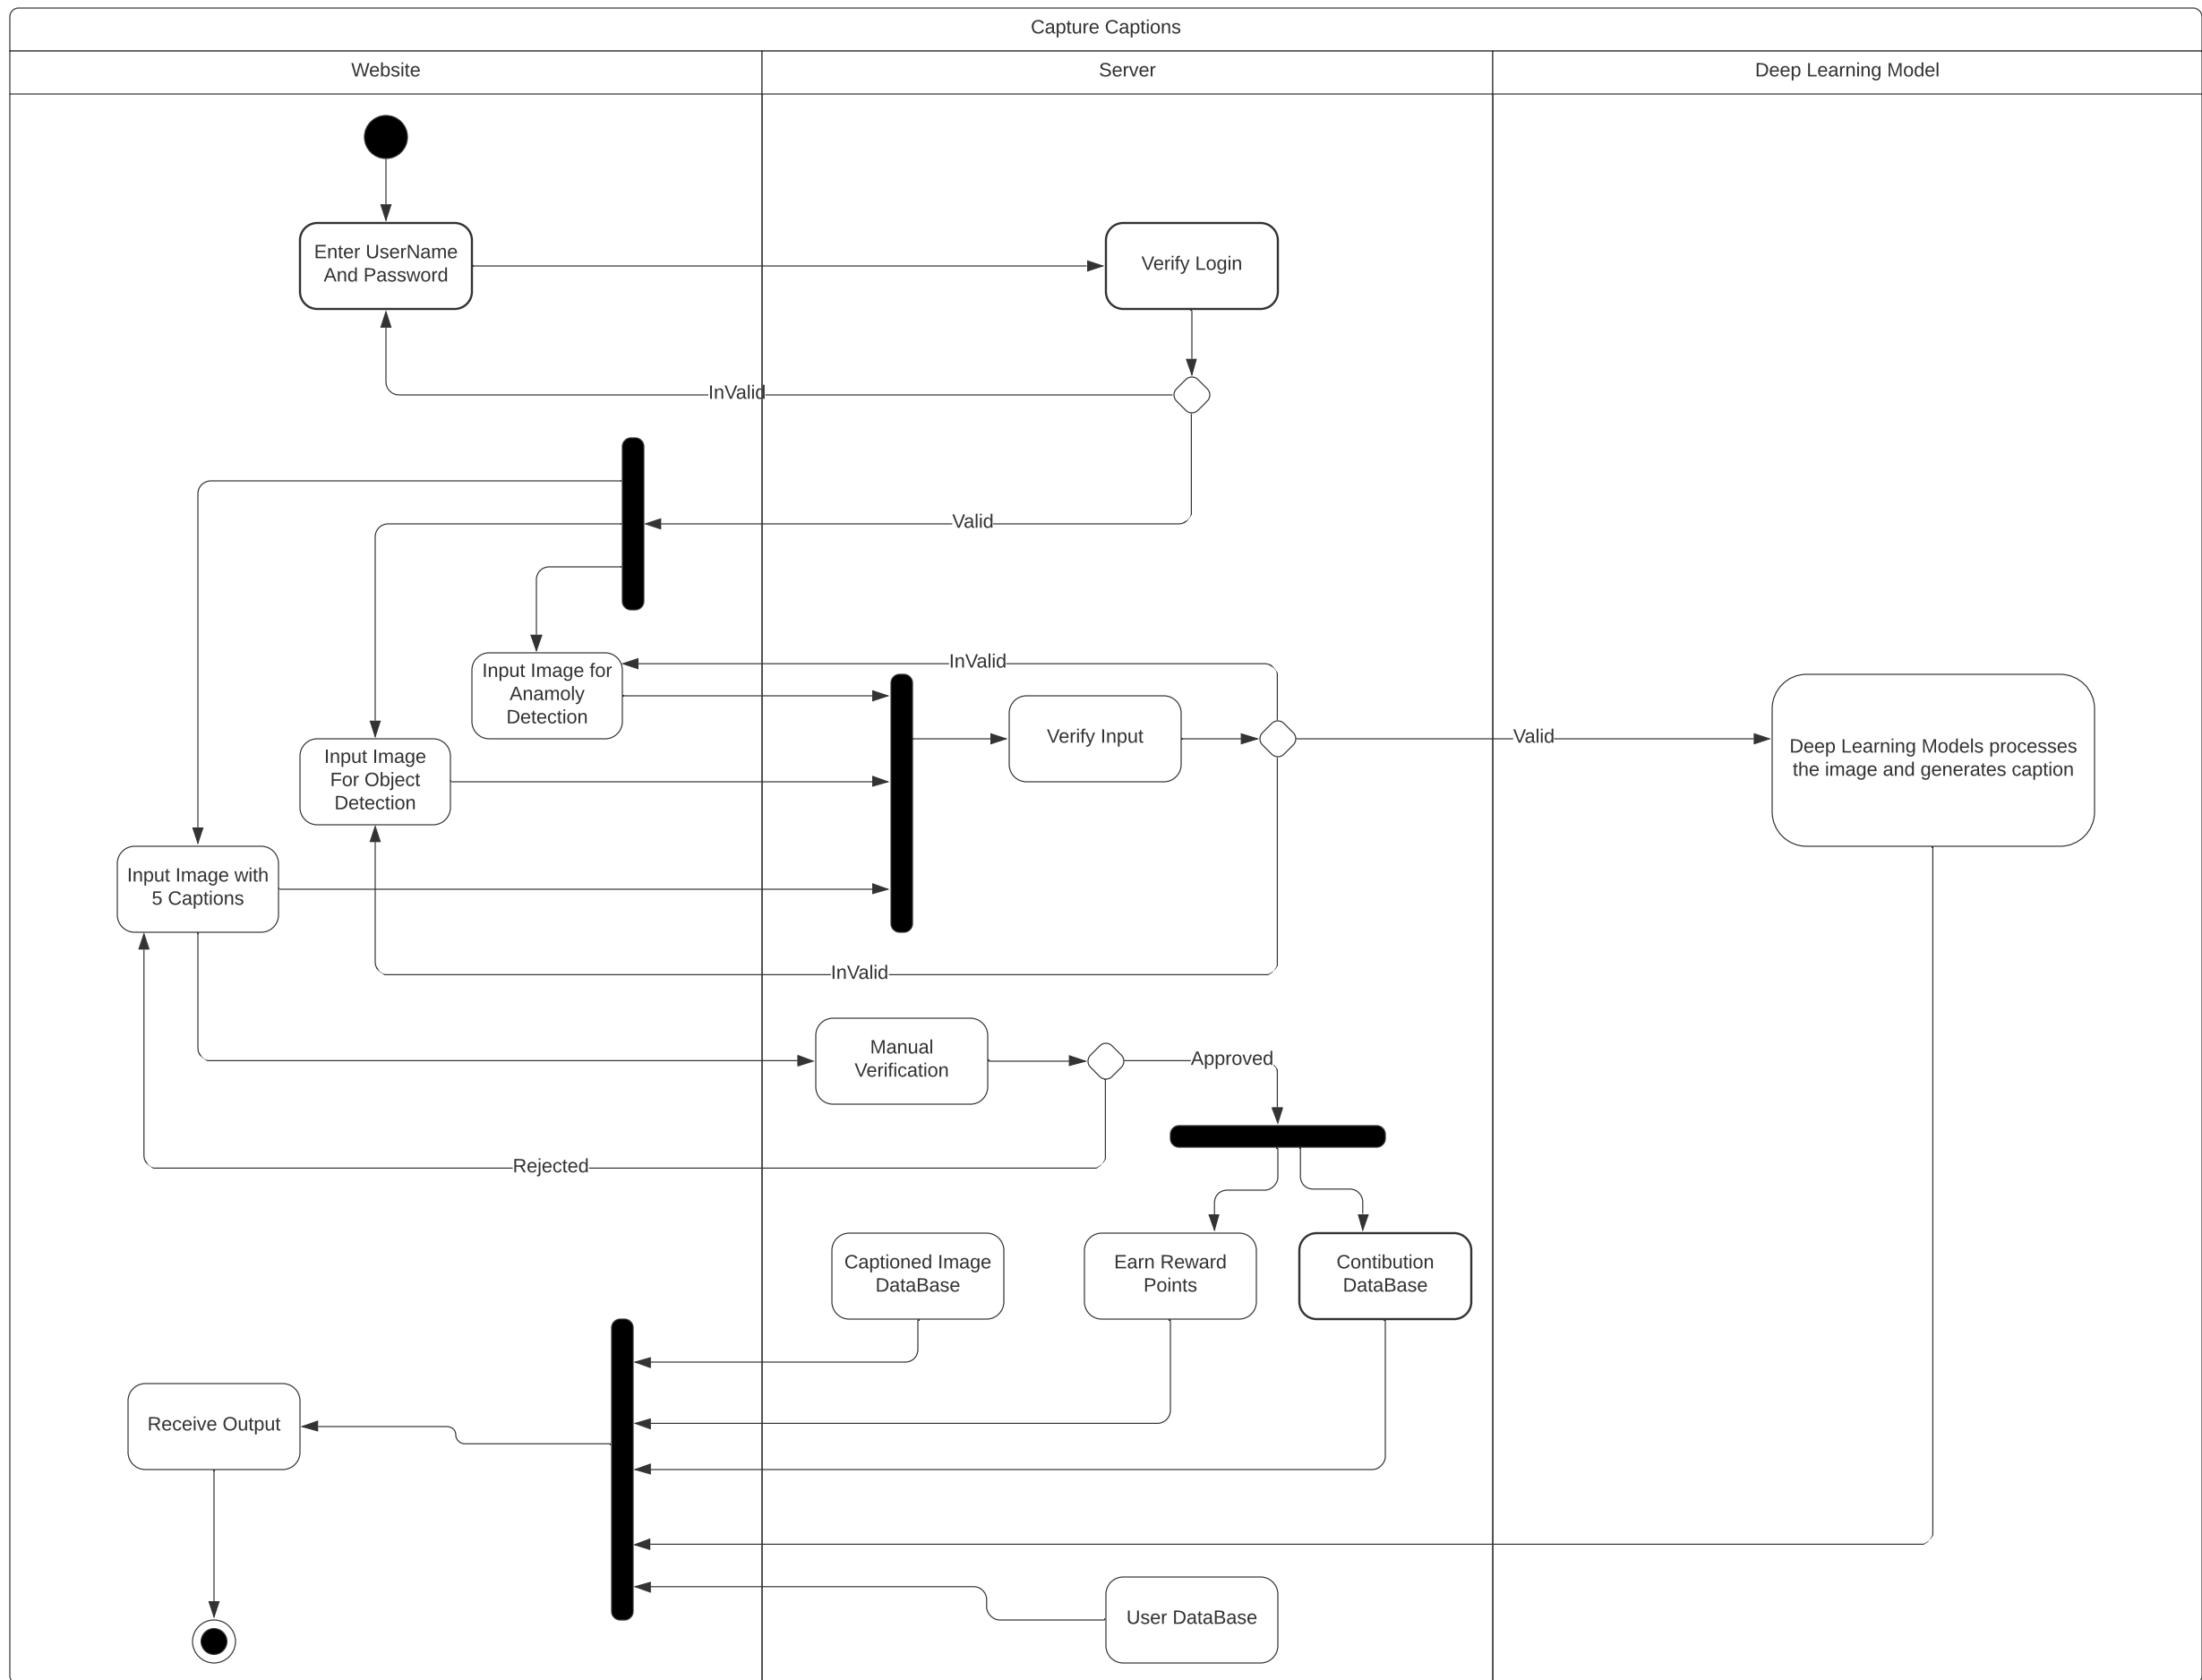 Capture Captions
Website
Server
Deep Learning Model
Enter UserName
And Password
Verify Login
InValid
Valid
Input Image for
Anamoly
Detection
InValid
Verify Input
Valid
Deep Learning Models processes
the image and generates caption
Input Image
For Object
Detection
Input Image with
5 Captions
InValid
Manual
Verification
Approved
Rejected
Captioned Image
DataBase
Earn Reward
Points
Contibution
DataBase
Receive Output
User DataBase